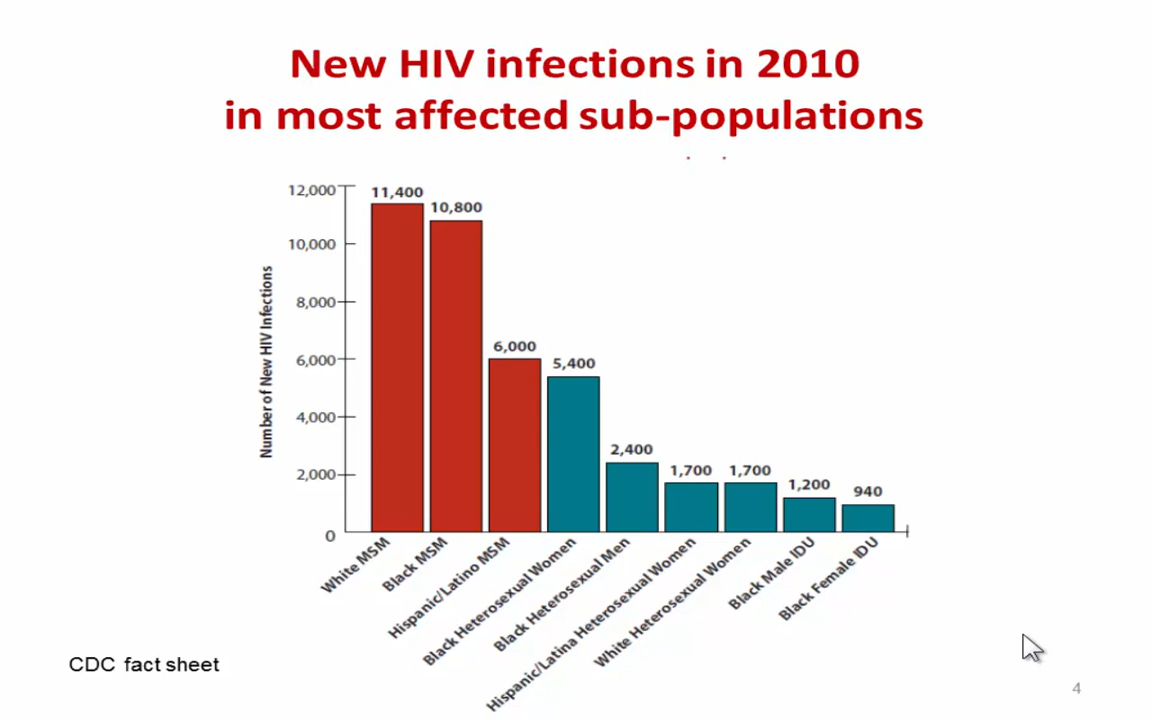 New HIV infections in 2010
in most affected sub-populations
Number of New HIV Infections
12,000
10,000
8,000
6,000
4,000
2,000
0
11,400
10,800
6,000
5,400
2,400
1,700
1,700
1,200
940
White MSM
Black MSM
Hispanic/Latino MSM
Black Heterosexual Women
Black Heterosexual Men
Hispanic/Latina Heterosexual Women
White Heterosexual Women
Black Male IDU
Black Female IDU
CDC fact sheet
4